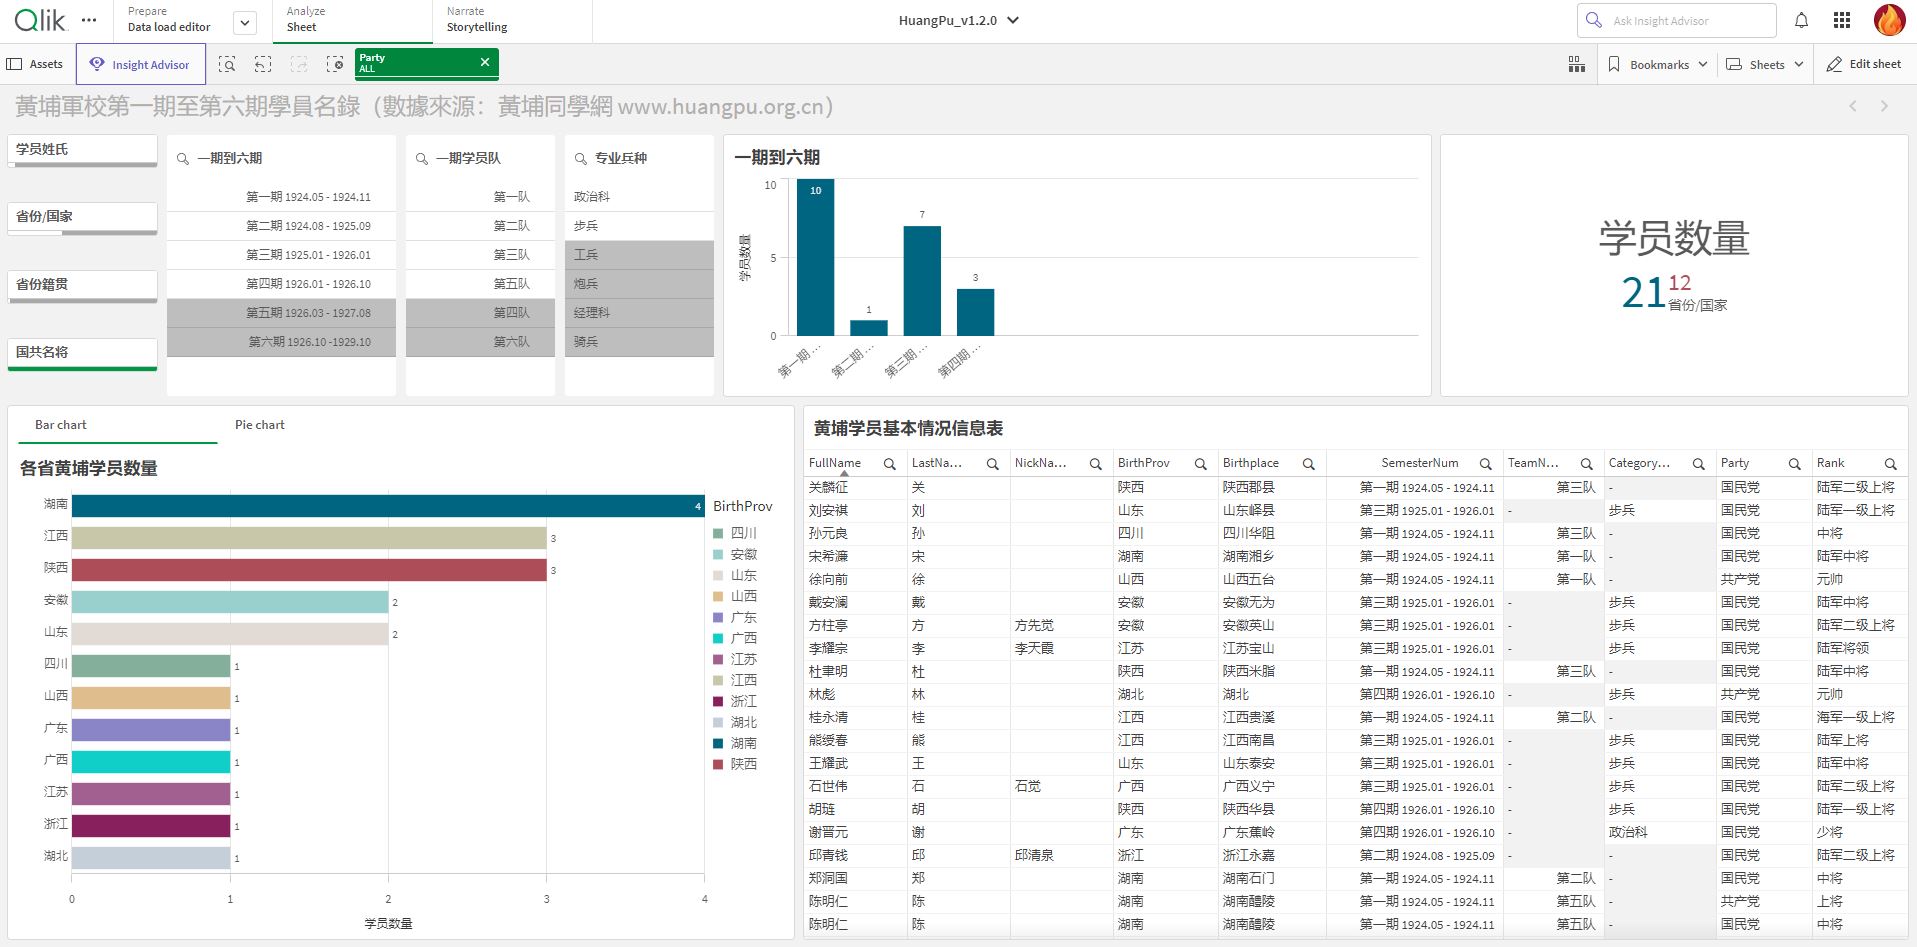 Qlik
Prepare
Data load editor
Analyze
Sheet
Narrate
Storytelling
HuangPu_v1.2.0
Ask Insight Advisor
Assets
Insight Advisor
Party
ALL
Bookmarks
Sheets
Edit sheet
黃埔軍校第一期至第六期學員名錄（數據來源：黃埔同學網 www.huangpu.org.cn）
学员姓氏
省份/国家
省份籍贯
国共名将
一期到六期
第一期 1924.05 - 1924.11
第二期 1924.08 - 1925.09
第三期 1925.01 - 1926.01
第四期 1926.01 - 1926.10
第五期 1926.03 - 1927.08
第六期 1926.10 -1929.10
一期学员队
第一队
第二队
第三队
第五队
第四队
第六队
专业兵种
政治科
步兵
工兵
炮兵
经理科
骑兵
一期到六期
学员数量
10
5
0
10
1
7
3
第一期 ...
第二期 ...
第三期 ...
第四期 ...
学员数量
21
12
省份/国家
Bar chart
Pie chart
各省黄埔学员数量
湖南 4
江西 3
陕西 3
安徽 2
山东 2
四川 1
山西 1
广东 1
广西 1
江苏 1
浙江 1
湖北 1
0 1 2 3 4
学员数量
BirthProv
四川
安徽
山东
山西
广东
广西
江苏
江西
浙江
湖北
湖南
陕西
黄埔学员基本情况信息表
FullName LastNa... NickNa... BirthProv Birthplace SemesterNum TeamN... Category... Party Rank
关麟征 关 陕西 陕西郡县 第一期 1924.05 - 1924.11 第三队 - 国民党 陆军二级上将
刘安祺 刘 山东 山东峄县 第三期 1925.01 - 1926.01 - 步兵 国民党 陆军一级上将
孙元良 孙 四川 四川华阳 第一期 1924.05 - 1924.11 第三队 - 国民党 中将
宋希濂 宋 湖南 湖南湘乡 第一期 1924.05 - 1924.11 第一队 - 国民党 陆军中将
徐向前 徐 山西 山西五台 第一期 1924.05 - 1924.11 第一队 - 共产党 元帅
戴安澜 戴 安徽 安徽无为 第三期 1925.01 - 1926.01 - 步兵 国民党 陆军中将
方柱亭 方 方先觉 安徽 安徽英山 第三期 1925.01 - 1926.01 - 步兵 国民党 陆军二级上将
李耀宗 李 李天霞 江苏 江苏宝山 第三期 1925.01 - 1926.01 - 步兵 国民党 陆军将领
杜聿明 杜 陕西 陕西米脂 第一期 1924.05 - 1924.11 第三队 - 国民党 陆军中将
林彪 林 湖北 湖北 第四期 1926.01 - 1926.10 - 步兵 共产党 元帅
桂永清 桂 江西 江西贵溪 第一期 1924.05 - 1924.11 第二队 - 国民党 海军一级上将
熊绶春 熊 江西 江西南昌 第三期 1925.01 - 1926.01 - 步兵 国民党 陆军上将
王耀武 王 山东 山东泰安 第三期 1925.01 - 1926.01 - 步兵 国民党 陆军中将
石世伟 石 石觉 广西 广西义宁 第三期 1925.01 - 1926.01 - 步兵 国民党 陆军二级上将
胡琏 胡 陕西 陕西华县 第四期 1926.01 - 1926.10 - 步兵 国民党 陆军一级上将
谢晋元 谢 广东 广东蕉岭 第四期 1926.01 - 1926.10 - 政治科 国民党 少将
邱青钱 邱 邱清泉 浙江 浙江永嘉 第二期 1924.08 - 1925.09 - - 国民党 陆军二级上将
郑洞国 郑 湖南 湖南石门 第一期 1924.05 - 1924.11 第二队 - 国民党 中将
陈明仁 陈 湖南 湖南醴陵 第一期 1924.05 - 1924.11 第五队 - 共产党 上将
陈明仁 陈 湖南 湖南醴陵 第一期 1924.05 - 1924.11 第五队 - 国民党 中将